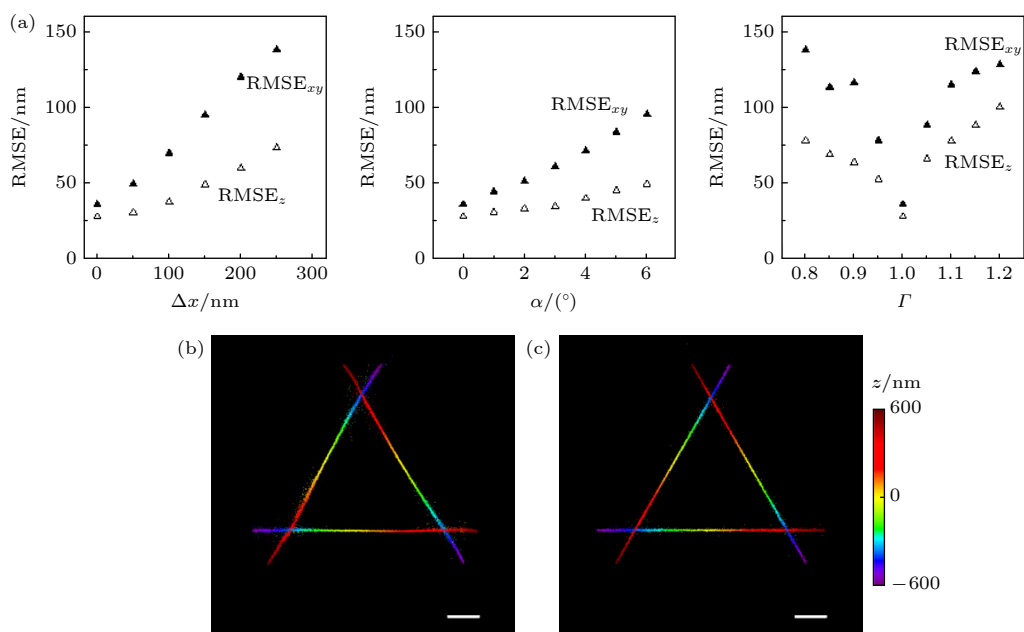 (a)
150
100
50
0
RMSE/nm
RMSE_xy
RMSE_z
0 100 200 300
Δx/nm
150
100
50
0
RMSE/nm
RMSE_xy
RMSE_z
0 2 4 6
α/(°)
150
100
50
0
RMSE/nm
RMSE_xy
RMSE_z
0.8 0.9 1.0 1.1 1.2
Γ
(b)
(c)
z/nm
600
0
−600